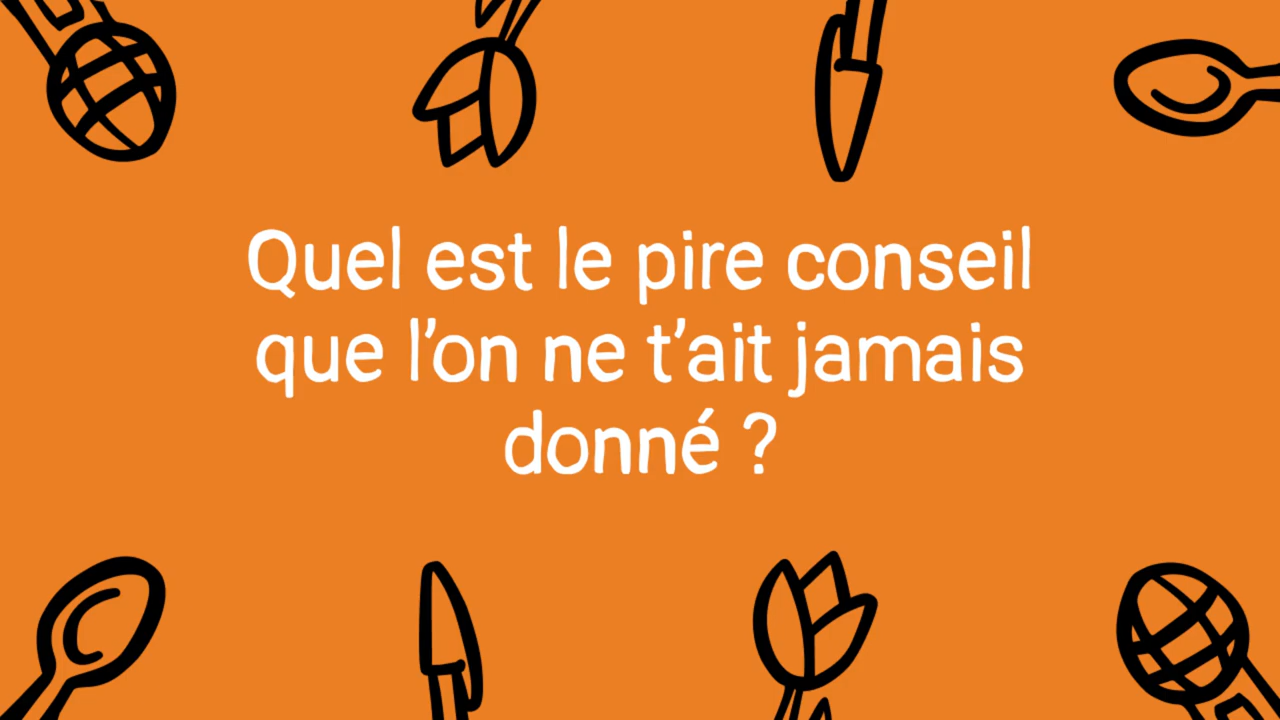 Quel est le pire conseil
que l’on ne t’ait jamais
donné ?